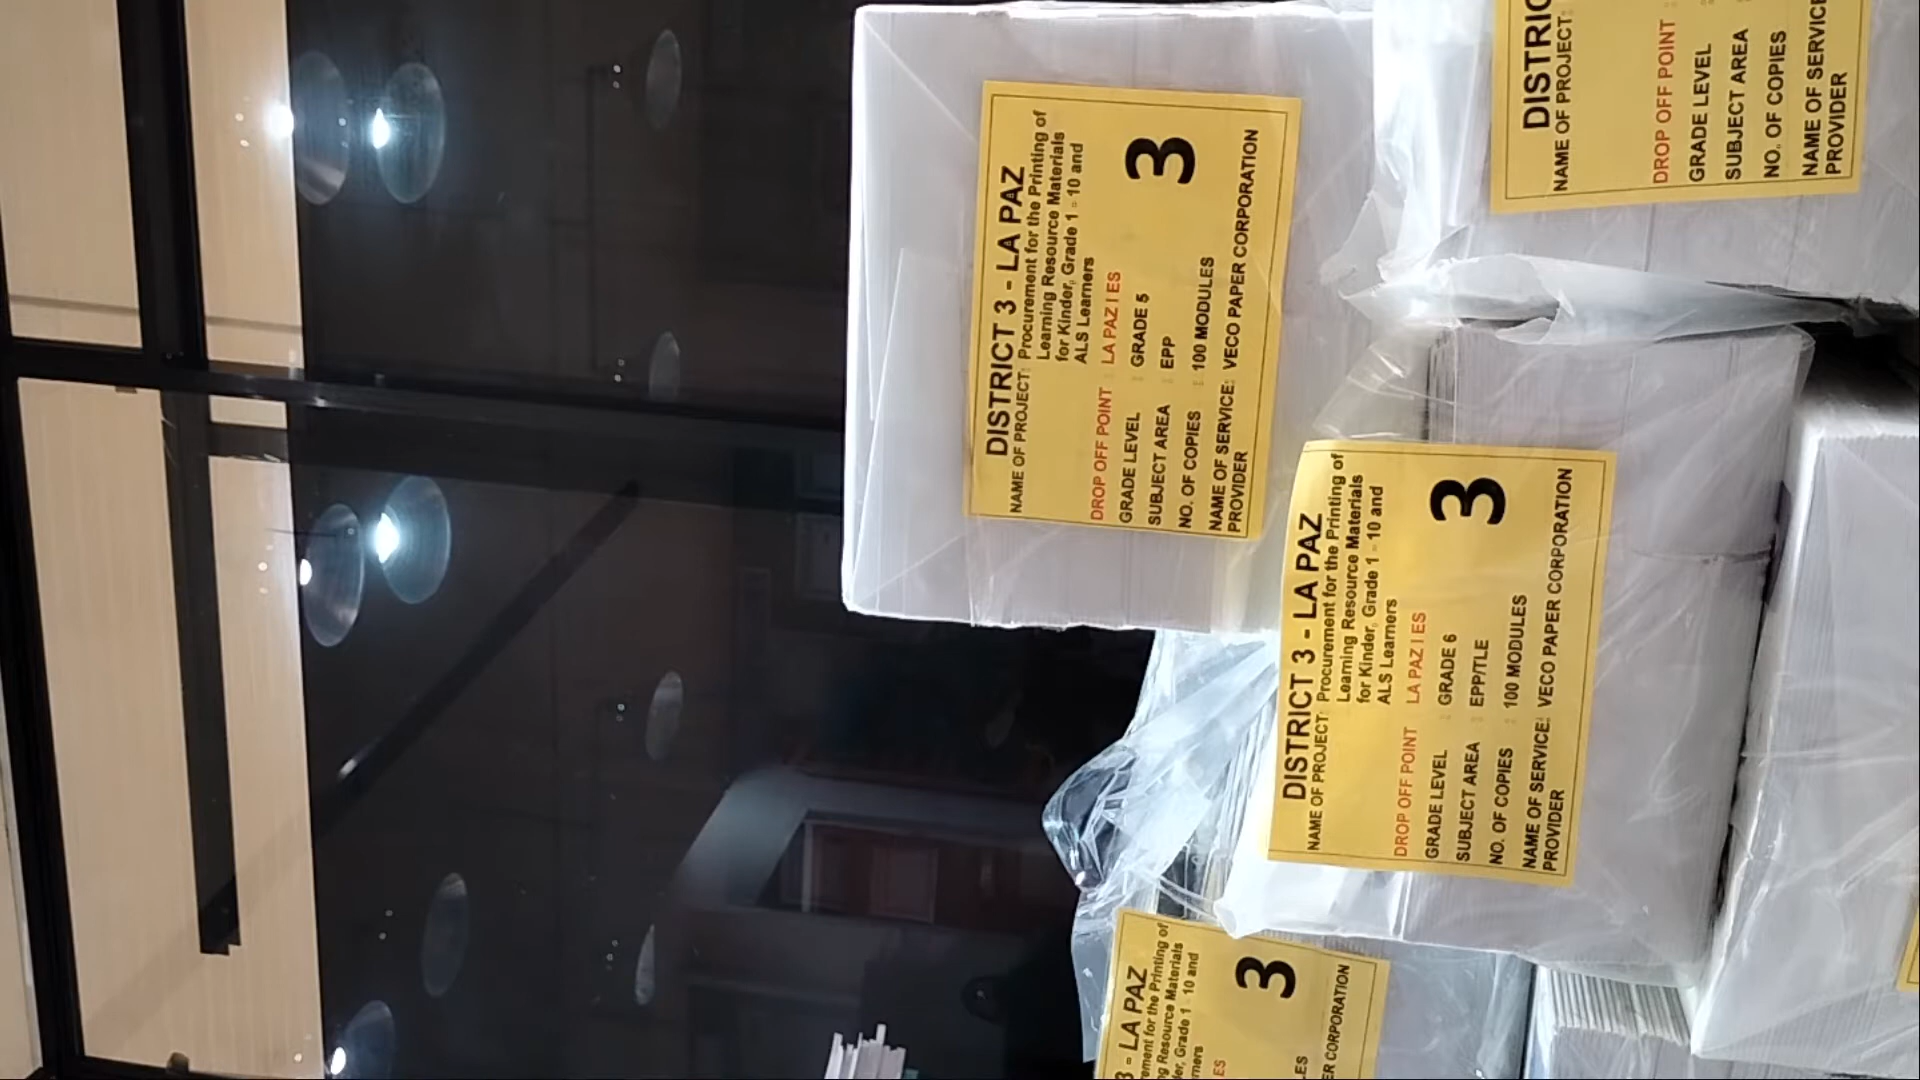 DISTRICT 3 - LA PAZ
NAME OF PROJECT: Procurement for the Printing of
Learning Resource Materials
for Kinder, Grade 1 - 10 and
ALS Learners
DROP OFF POINT : LA PAZ I ES
GRADE LEVEL : GRADE 5
SUBJECT AREA : EPP
NO. OF COPIES : 100 MODULES
NAME OF SERVICE: VECO PAPER CORPORATION
PROVIDER
3
DISTRICT 3 - LA PAZ
NAME OF PROJECT: Procurement for the Printing of
Learning Resource Materials
for Kinder, Grade 1 - 10 and
ALS Learners
DROP OFF POINT LA PAZ I ES
GRADE LEVEL : GRADE 6
SUBJECT AREA : EPP/TLE
NO. OF COPIES : 100 MODULES
NAME OF SERVICE: VECO PAPER CORPORATION
PROVIDER
3
NAME OF PROJECT:
DROP OFF POINT :
GRADE LEVEL
SUBJECT AREA
NO. OF COPIES
NAME OF SERVICE
PROVIDER
3 - LA PAZ
for the Printing of
Resource Materials
Grade 1 - 10 and
ES
3
CORPORATION